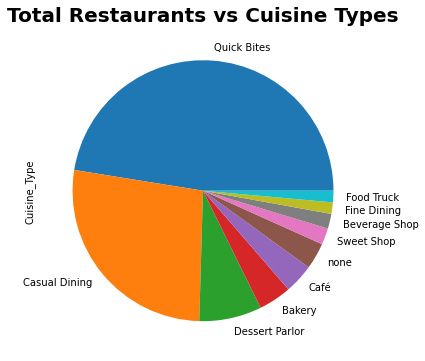 Total Restaurants vs Cuisine Types
Quick Bites
Cuisine_Type
Food Truck
Fine Dining
Beverage Shop
Sweet Shop
none
Café
Bakery
Casual Dining
Dessert Parlor